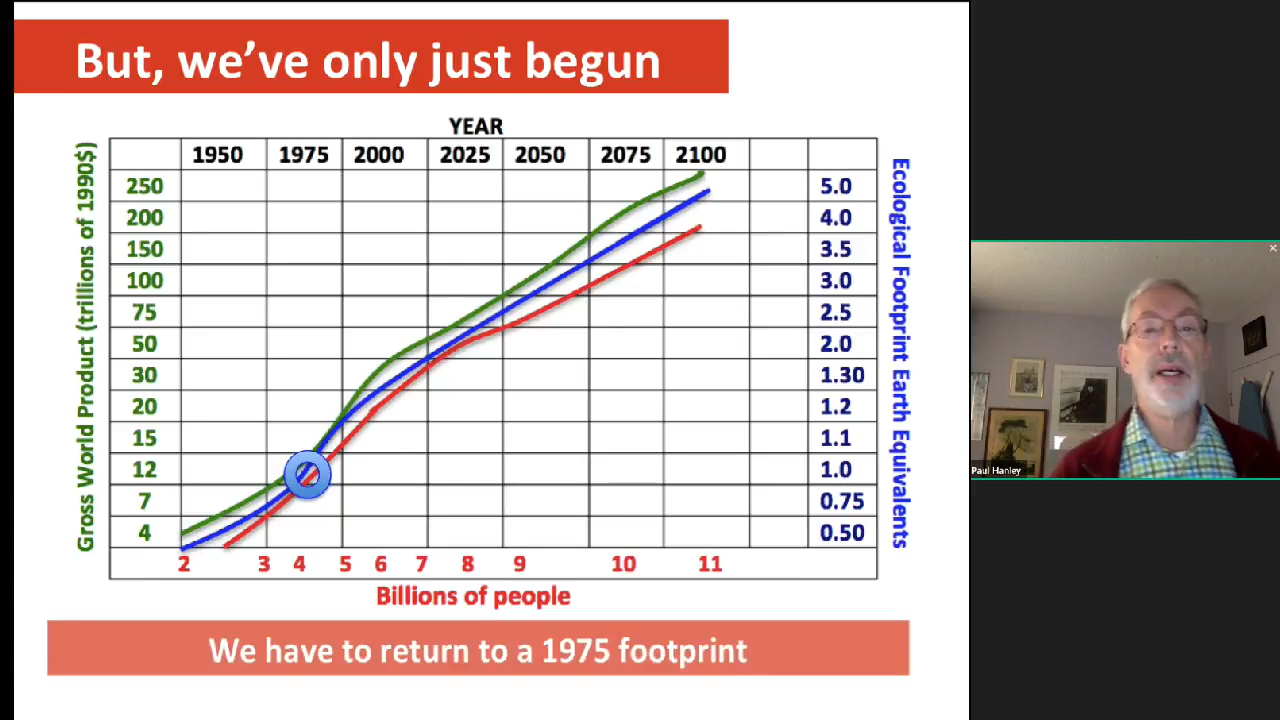 But, we've only just begun
YEAR
1950 1975 2000 2025 2050 2075 2100
Gross World Product (trillions of 1990$)
250 5.0
200 4.0
150 3.5
100 3.0
75 2.5
50 2.0
30 1.30
20 1.2
15 1.1
12 1.0
7 0.75
4 0.50
Ecological Footprint Earth Equivalents
2 3 4 5 6 7 8 9 10 11
Billions of people
We have to return to a 1975 footprint
Paul Hanley